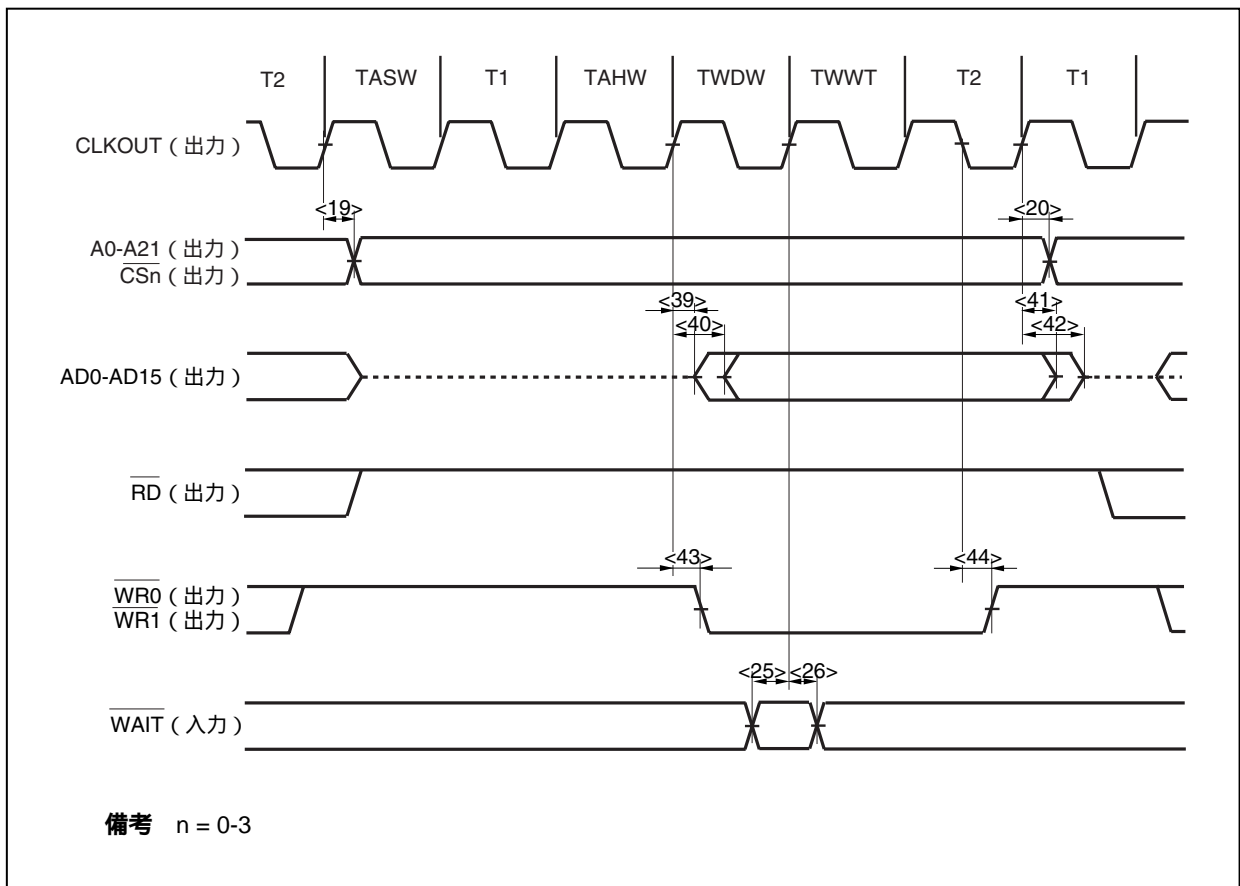 T2 TASW T1 TAHW TWDW TWWT T2 T1
CLKOUT（出力）
<19> <20>
A0-A21（出力）
CSn（出力）
<39> <41>
<40> <42>
AD0-AD15（出力）
RD（出力）
<43> <44>
WR0（出力）
WR1（出力）
<25> <26>
WAIT（入力）
備考 n = 0-3